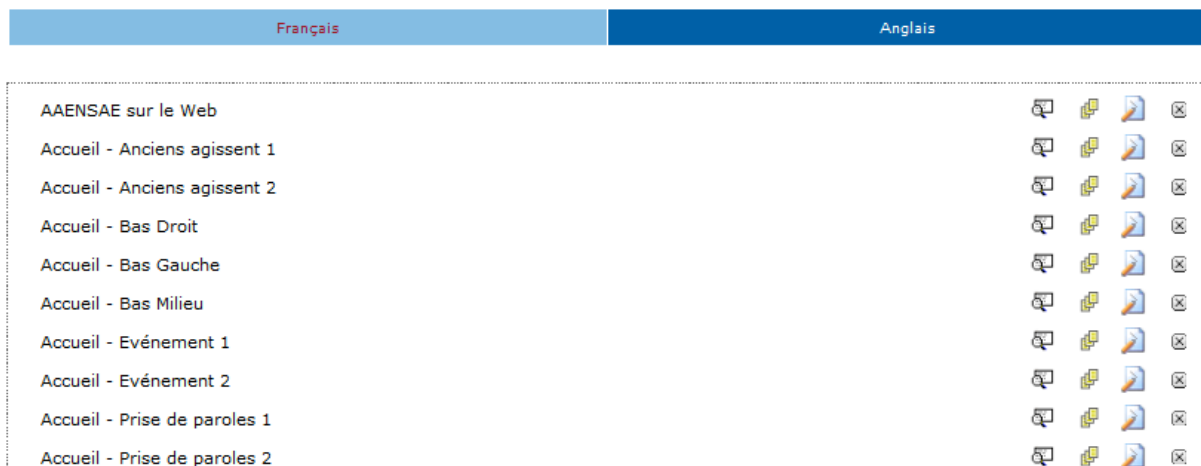 Français Anglais
AAENSAE sur le Web
Accueil - Anciens agissent 1
Accueil - Anciens agissent 2
Accueil - Bas Droit
Accueil - Bas Gauche
Accueil - Bas Milieu
Accueil - Evénement 1
Accueil - Evénement 2
Accueil - Prise de paroles 1
Accueil - Prise de paroles 2